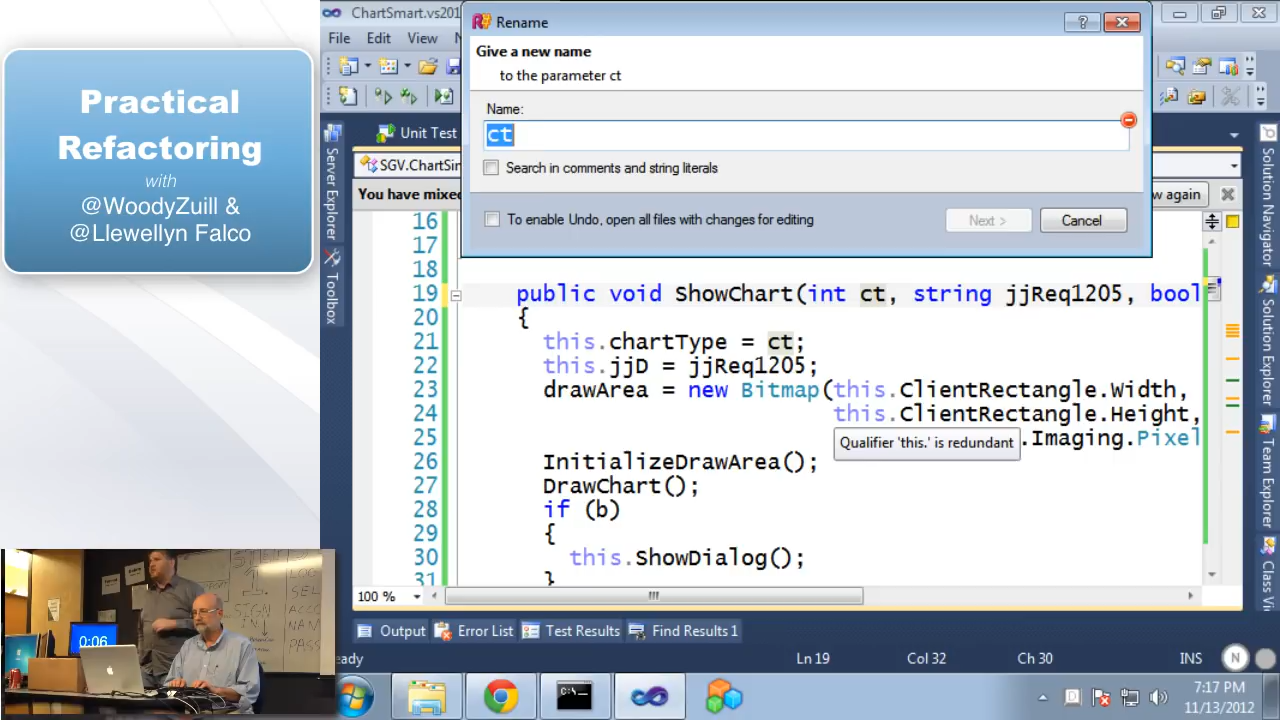 Practical
Refactoring
with
@WoodyZuill &
@Llewellyn Falco
0:06
SIGN
IN
ChartSmart.vs201
File Edit View
Rename
Give a new name
to the parameter ct
Name:
ct
Search in comments and string literals
To enable Undo, open all files with changes for editing
Next >
Cancel
Server Explorer
Toolbox
Unit Test
SGV.ChartSm
You have mixed
w again
16
17
18
19 public void ShowChart(int ct, string jjReq1205, bool
20 {
21 this.chartType = ct;
22 this.jjD = jjReq1205;
23 drawArea = new Bitmap(this.ClientRectangle.Width,
24 this.ClientRectangle.Height,
25 .Imaging.Pixel
Qualifier 'this.' is redundant
26 InitializeDrawArea();
27 DrawChart();
28 if (b)
29 {
30 this.ShowDialog();
31 }
100 %
Solution Explorer
Team Explorer
Class View
Output Error List Test Results Find Results 1
eady Ln 19 Col 32 Ch 30 INS
N
7:17 PM
11/13/2012